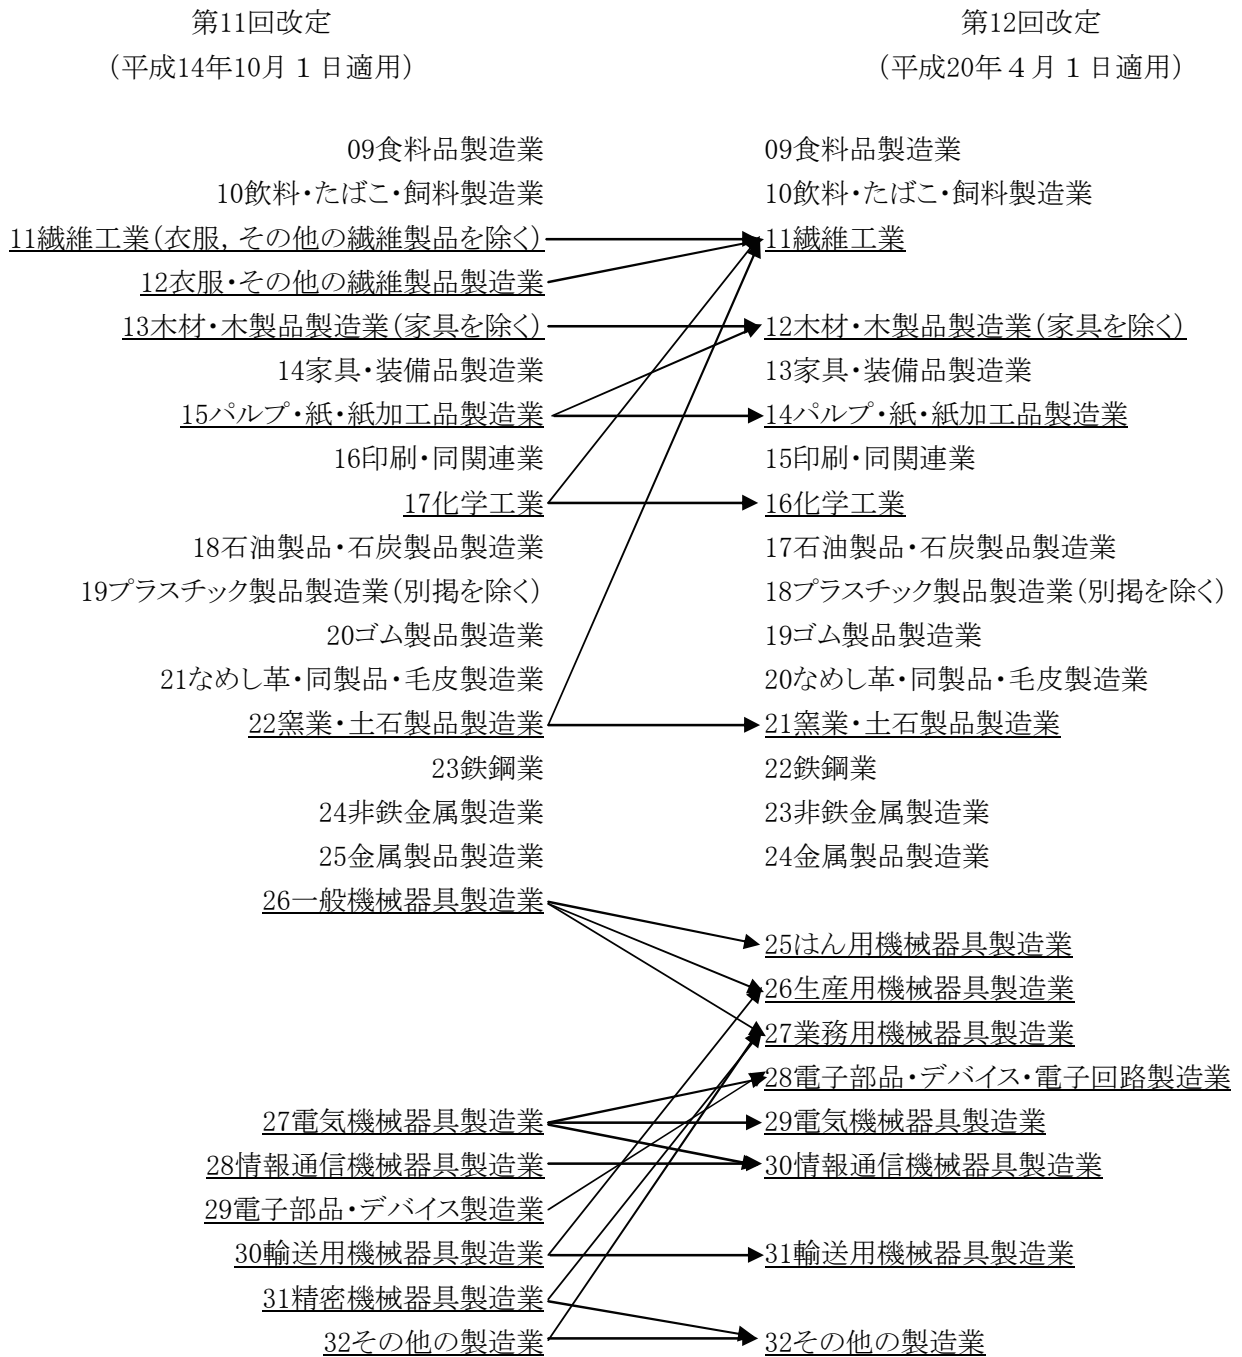 第11回改定 第12回改定
（平成14年10月１日適用） （平成20年４月１日適用）
09食料品製造業 09食料品製造業
10飲料・たばこ・飼料製造業 10飲料・たばこ・飼料製造業
11繊維工業（衣服，その他の繊維製品を除く） 11繊維工業
12衣服・その他の繊維製品製造業
13木材・木製品製造業（家具を除く） 12木材・木製品製造業（家具を除く）
14家具・装備品製造業 13家具・装備品製造業
15パルプ・紙・紙加工品製造業 14パルプ・紙・紙加工品製造業
16印刷・同関連業 15印刷・同関連業
17化学工業 16化学工業
18石油製品・石炭製品製造業 17石油製品・石炭製品製造業
19プラスチック製品製造業（別掲を除く） 18プラスチック製品製造業（別掲を除く）
20ゴム製品製造業 19ゴム製品製造業
21なめし革・同製品・毛皮製造業 20なめし革・同製品・毛皮製造業
22窯業・土石製品製造業 21窯業・土石製品製造業
23鉄鋼業 22鉄鋼業
24非鉄金属製造業 23非鉄金属製造業
25金属製品製造業 24金属製品製造業
26一般機械器具製造業
25はん用機械器具製造業
26生産用機械器具製造業
27業務用機械器具製造業
28電子部品・デバイス・電子回路製造業
27電気機械器具製造業 29電気機械器具製造業
28情報通信機械器具製造業 30情報通信機械器具製造業
29電子部品・デバイス製造業
30輸送用機械器具製造業 31輸送用機械器具製造業
31精密機械器具製造業
32その他の製造業 32その他の製造業